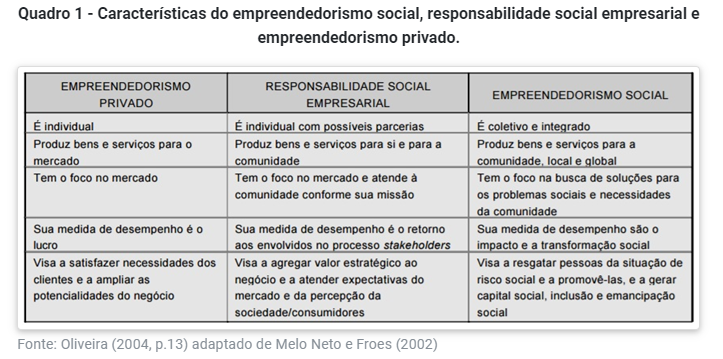 Quadro 1 - Características do empreendedorismo social, responsabilidade social empresarial e
empreendedorismo privado.
EMPREENDEDORISMO
PRIVADO
RESPONSABILIDADE SOCIAL
EMPRESARIAL
EMPREENDEDORISMO SOCIAL
É individual
É individual com possíveis parcerias
É coletivo e integrado
Produz bens e serviços para o
mercado
Produz bens e serviços para si e para a
comunidade
Produz bens e serviços para a
comunidade, local e global
Tem o foco no mercado
Tem o foco no mercado e atende à
comunidade conforme sua missão
Tem o foco na busca de soluções para
os problemas sociais e necessidades
da comunidade
Sua medida de desempenho é o
lucro
Sua medida de desempenho é o retorno
aos envolvidos no processo stakeholders
Sua medida de desempenho são o
impacto e a transformação social
Visa a satisfazer necessidades dos
clientes e a ampliar as
potencialidades do negócio
Visa a agregar valor estratégico ao
negócio e a atender expectativas do
mercado e da percepção da
sociedade/consumidores
Visa a resgatar pessoas da situação de
risco social e a promovê-las, e a gerar
capital social, inclusão e emancipação
social
Fonte: Oliveira (2004, p.13) adaptado de Melo Neto e Froes (2002)